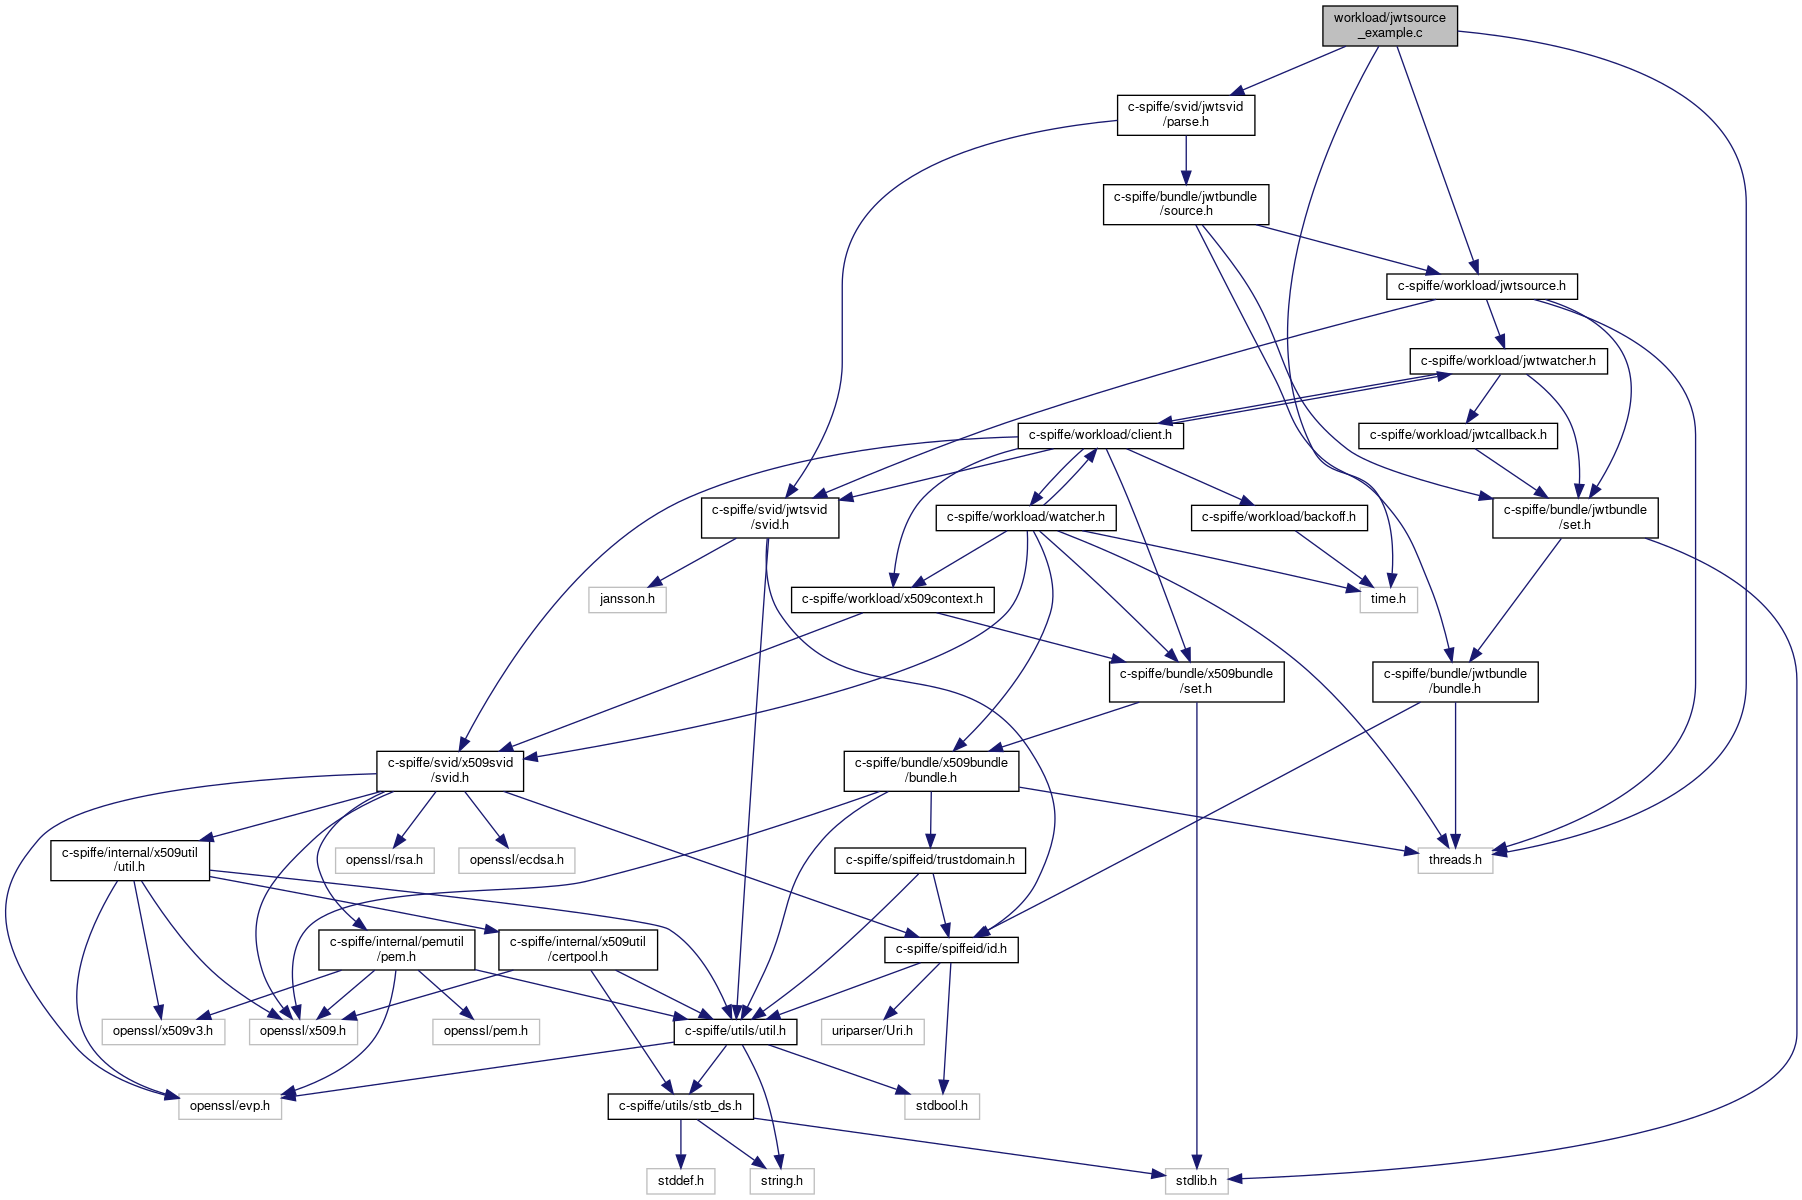 workload/jwtsource
_example.c
c-spiffe/svid/jwtsvid
/parse.h
c-spiffe/bundle/jwtbundle
/source.h
c-spiffe/workload/jwtsource.h
c-spiffe/workload/jwtwatcher.h
c-spiffe/workload/client.h
c-spiffe/workload/jwtcallback.h
c-spiffe/svid/jwtsvid
/svid.h
c-spiffe/workload/watcher.h
c-spiffe/workload/backoff.h
c-spiffe/bundle/jwtbundle
/set.h
jansson.h
c-spiffe/workload/x509context.h
time.h
c-spiffe/bundle/x509bundle
/set.h
c-spiffe/bundle/jwtbundle
/bundle.h
c-spiffe/svid/x509svid
/svid.h
c-spiffe/bundle/x509bundle
/bundle.h
c-spiffe/internal/x509util
/util.h
openssl/rsa.h
openssl/ecdsa.h
c-spiffe/spiffeid/trustdomain.h
threads.h
c-spiffe/internal/pemutil
/pem.h
c-spiffe/internal/x509util
/certpool.h
c-spiffe/spiffeid/id.h
openssl/x509v3.h
openssl/x509.h
openssl/pem.h
c-spiffe/utils/util.h
uriparser/Uri.h
openssl/evp.h
c-spiffe/utils/stb_ds.h
stdbool.h
stddef.h
string.h
stdlib.h